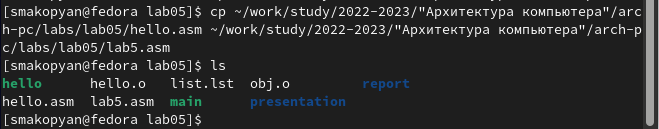 [smakopyan@fedora lab05]$ cp ~/work/study/2022-2023/"Архитектура компьютера"/arc
h-pc/labs/lab05/hello.asm ~/work/study/2022-2023/"Архитектура компьютера"/arch-p
c/labs/lab05/lab5.asm
[smakopyan@fedora lab05]$ ls
hello hello.o list.lst obj.o report
hello.asm lab5.asm main presentation
[smakopyan@fedora lab05]$